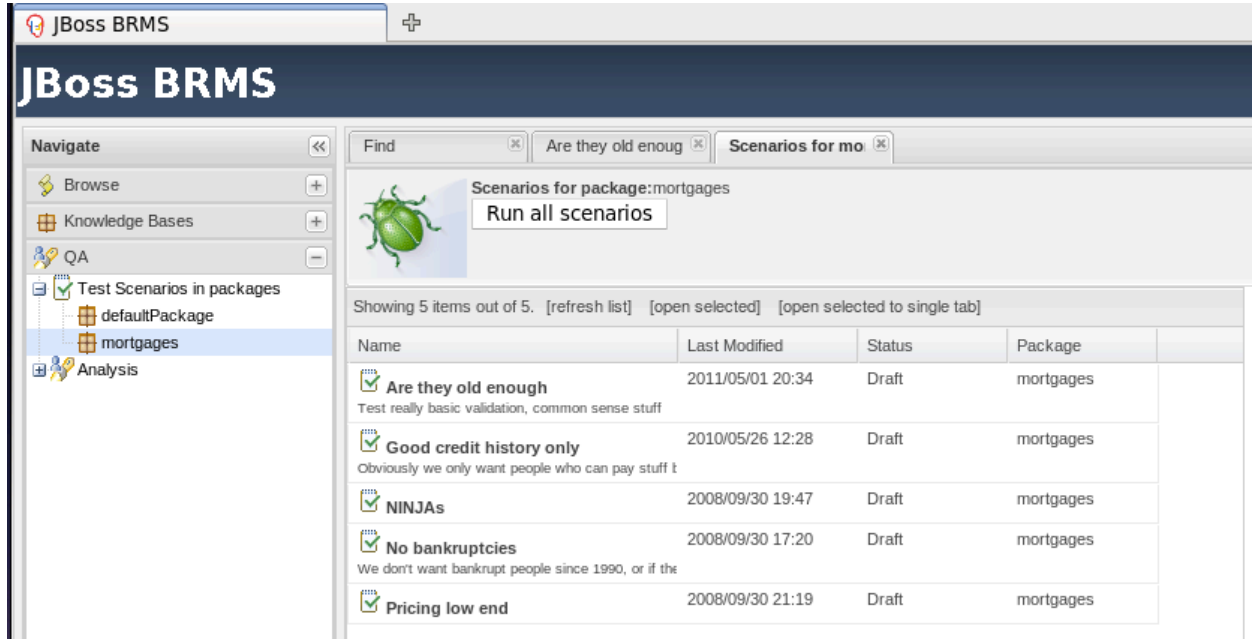 JBoss BRMS
JBoss BRMS
Navigate
Browse
Knowledge Bases
QA
Test Scenarios in packages
defaultPackage
mortgages
Analysis
Find
Are they old enoug
Scenarios for mo
Scenarios for package:mortgages
Run all scenarios
Showing 5 items out of 5. [refresh list] [open selected] [open selected to single tab]
Name Last Modified Status Package
Are they old enough 2011/05/01 20:34 Draft mortgages
Test really basic validation, common sense stuff
Good credit history only 2010/05/26 12:28 Draft mortgages
Obviously we only want people who can pay stuff
NINJAs 2008/09/30 19:47 Draft mortgages
No bankruptcies 2008/09/30 17:20 Draft mortgages
We don't want bankrupt people since 1990, or if the
Pricing low end 2008/09/30 21:19 Draft mortgages